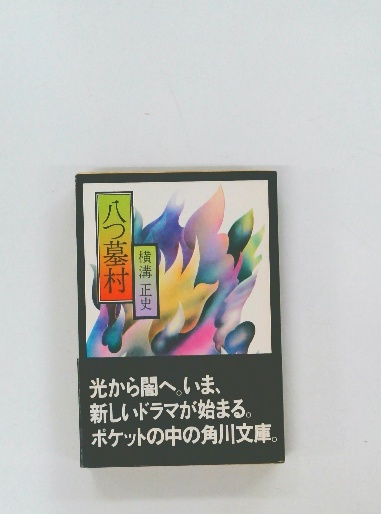 八つ墓村
横溝正史
光から闇へ。いま、
新しいドラマが始まる。
ポケットの中の角川文庫。